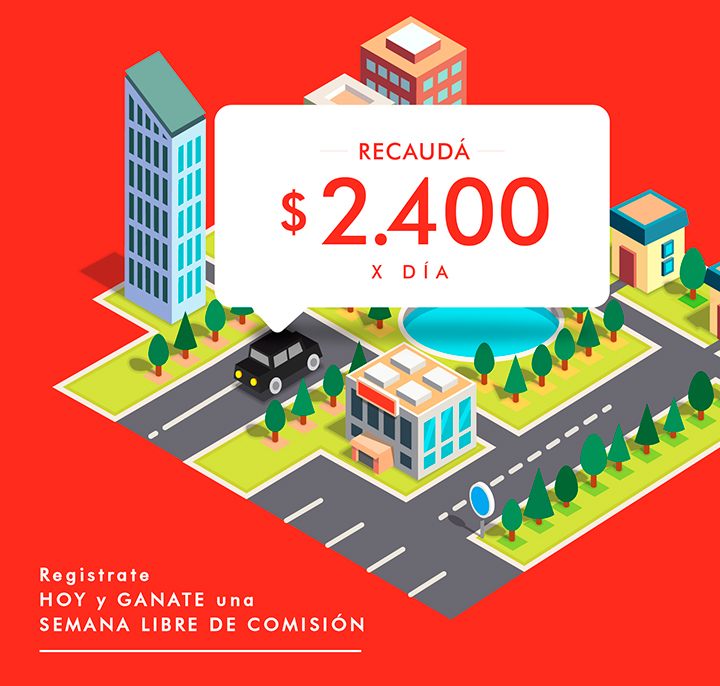 RECAUDÁ
$ 2.400
X DÍA
Registrate
HOY y GANATE una
SEMANA LIBRE DE COMISIÓN